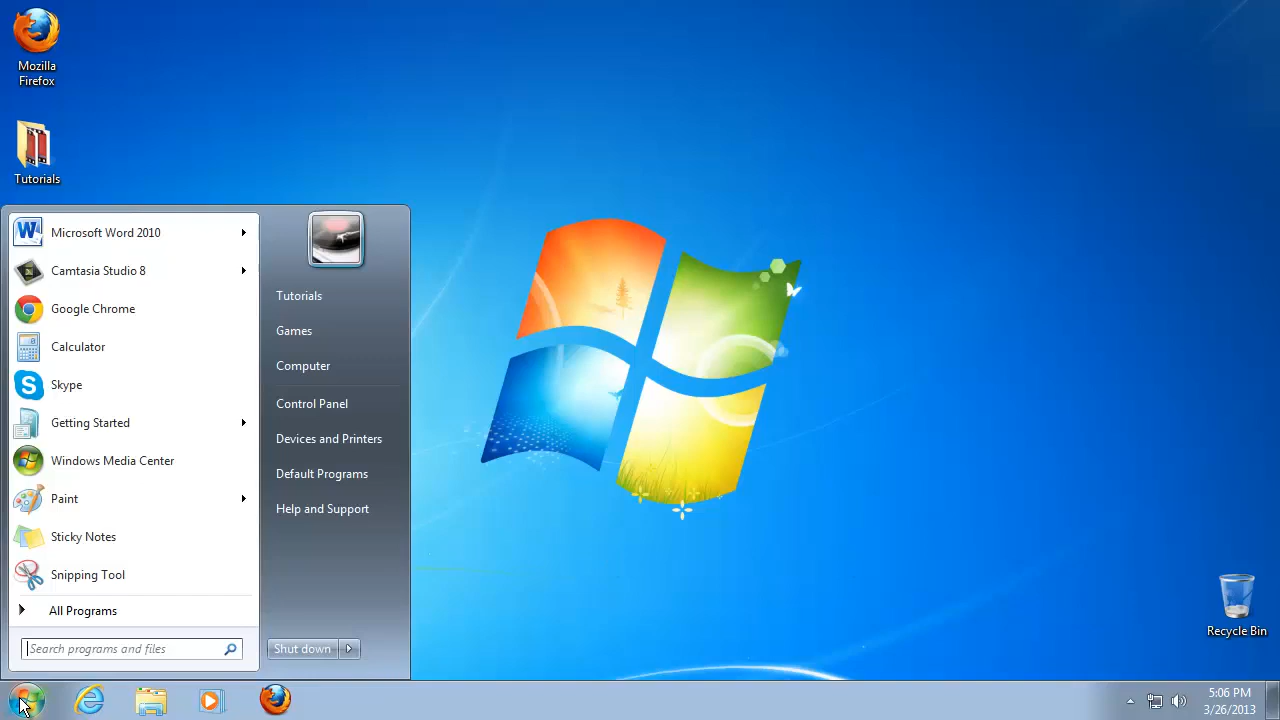 Mozilla
Firefox
Tutorials
Microsoft Word 2010
Camtasia Studio 8
Google Chrome
Calculator
Skype
Getting Started
Windows Media Center
Paint
Sticky Notes
Snipping Tool
All Programs
Search programs and files
Tutorials
Games
Computer
Control Panel
Devices and Printers
Default Programs
Help and Support
Shut down
Recycle Bin
5:06 PM
3/26/2013